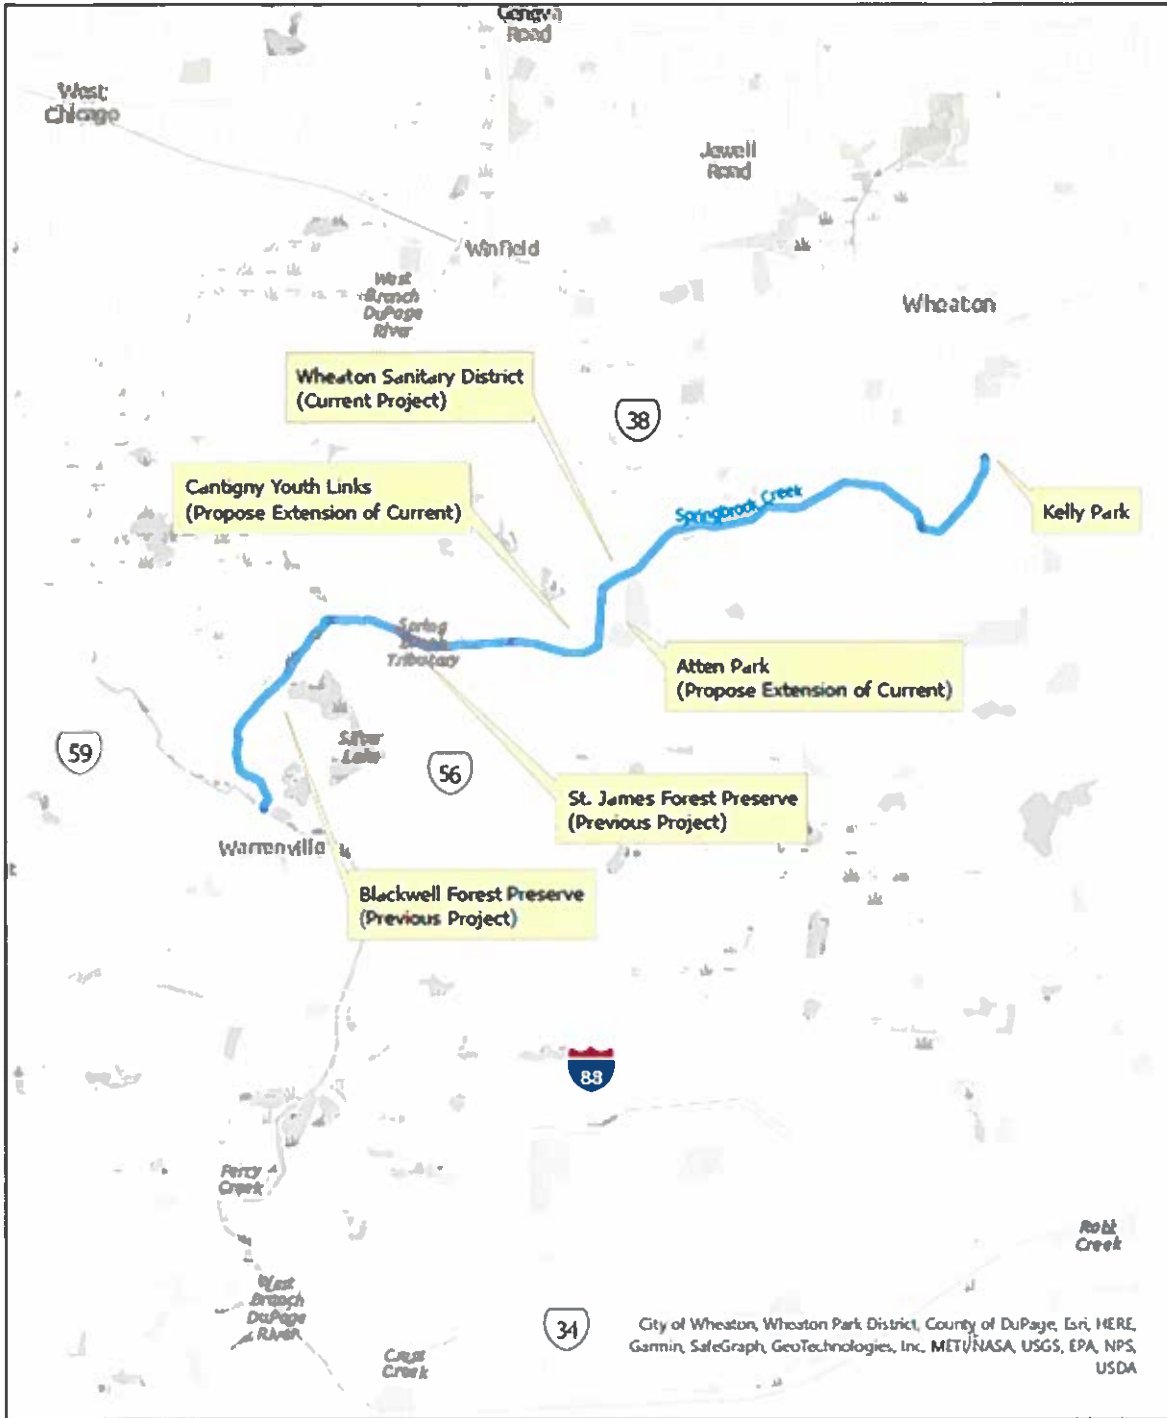 Geneva
Road
West
Chicago
Jewell
Road
Winfield
West
Branch
DuPage
River
Wheaton
Wheaton Sanitary District
(Current Project)
38
Cantigny Youth Links
(Propose Extension of Current)
Springbrook Creek
Kelly Park
Spring
Brook
Tributary
Atten Park
(Propose Extension of Current)
59
Silver
Lake
56
St. James Forest Preserve
(Previous Project)
Warrenville
Blackwell Forest Preserve
(Previous Project)
88
Ferry
Creek
Rott
Creek
West
Branch
DuPage
River
34
Cress
Creek
City of Wheaton, Wheaton Park District, County of DuPage, Esri, HERE,
Garmin, SafeGraph, GeoTechnologies, Inc, METI/NASA, USGS, EPA, NPS,
USDA